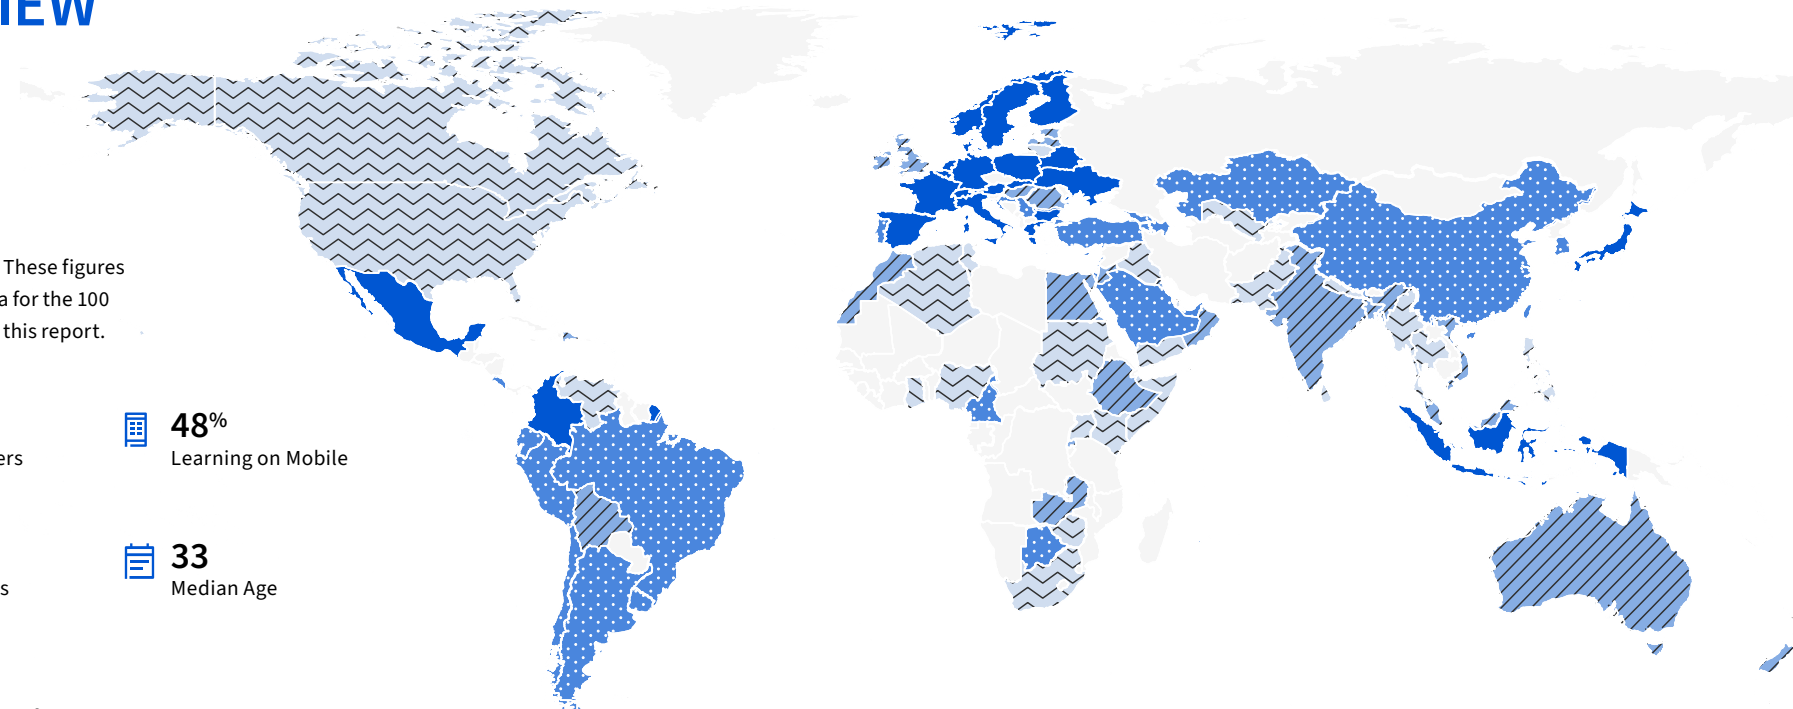 IEW
These figures
a for the 100
this report.
48%
Learning on Mobile
ers
33
Median Age
s